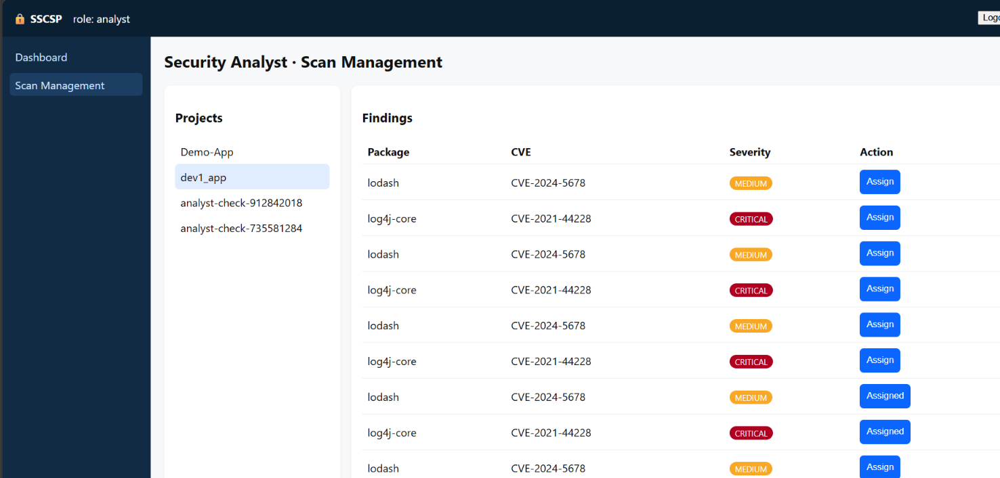 SSCSP role: analyst
Dashboard
Scan Management
Security Analyst · Scan Management
Projects
Demo-App
dev1_app
analyst-check-912842018
analyst-check-735581284
Findings
Package CVE Severity Action
lodash CVE-2024-5678 MEDIUM Assign
log4j-core CVE-2021-44228 CRITICAL Assign
lodash CVE-2024-5678 MEDIUM Assign
log4j-core CVE-2021-44228 CRITICAL Assign
lodash CVE-2024-5678 MEDIUM Assign
log4j-core CVE-2021-44228 CRITICAL Assign
lodash CVE-2024-5678 MEDIUM Assigned
log4j-core CVE-2021-44228 CRITICAL Assigned
lodash CVE-2024-5678 MEDIUM Assign